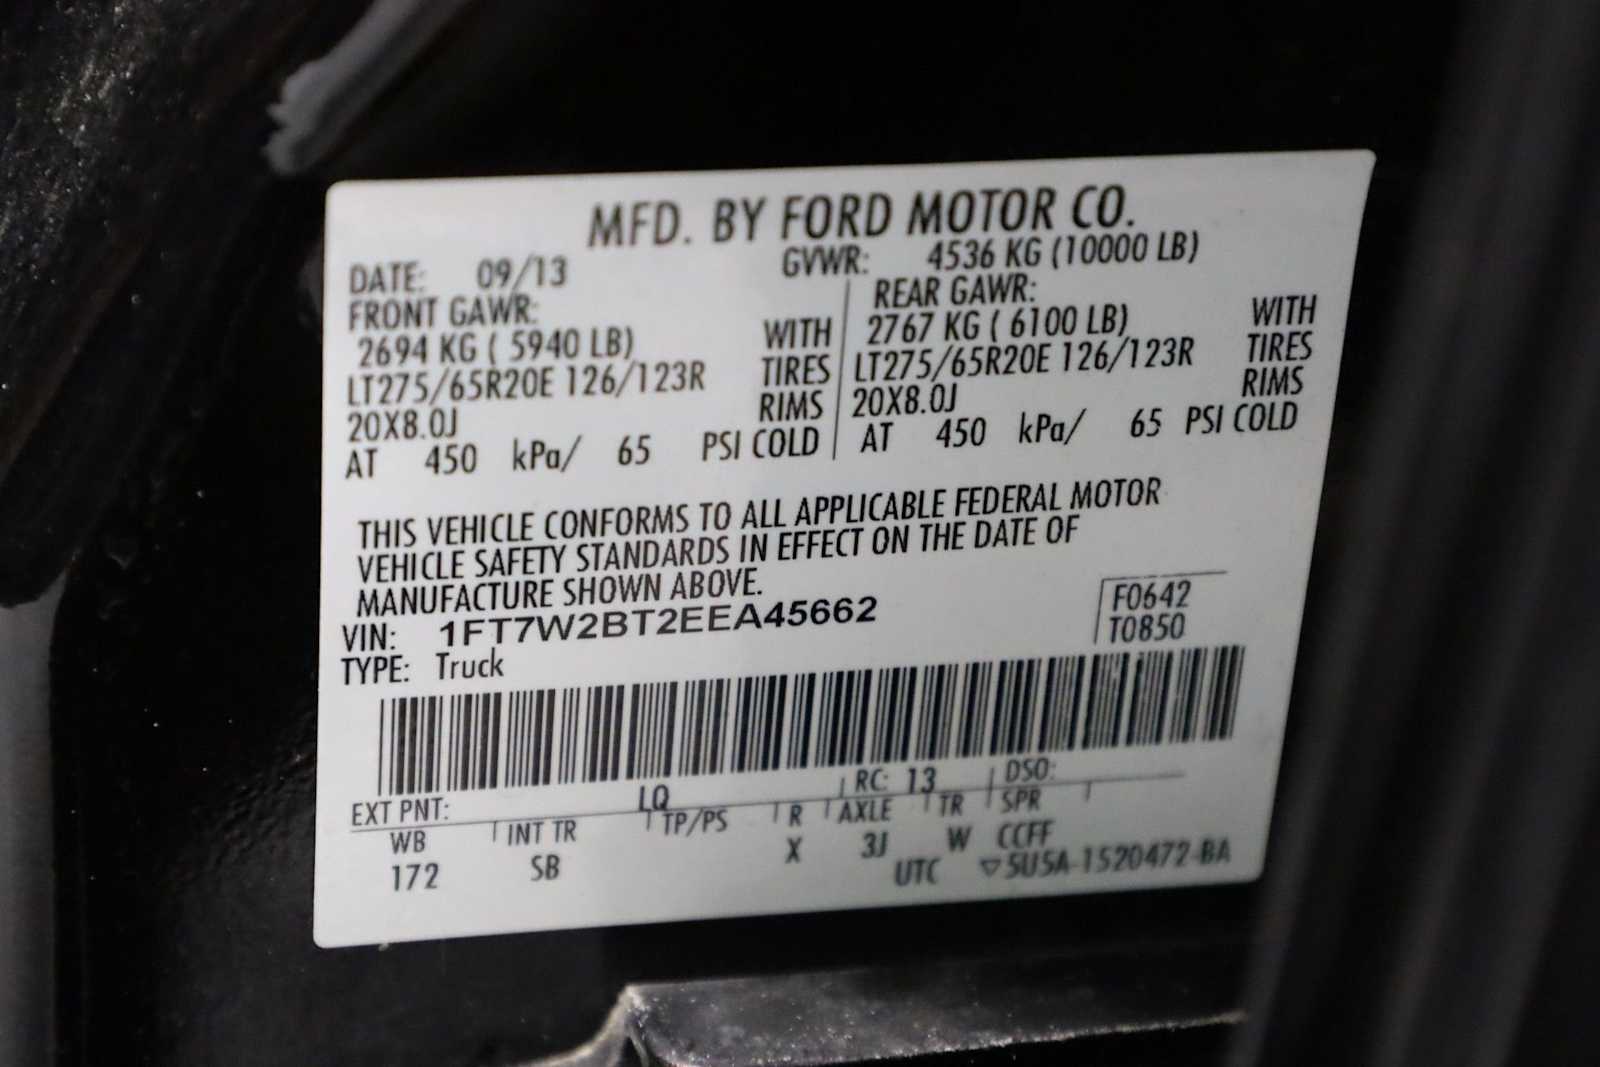 MFD. BY FORD MOTOR CO.
DATE: 09/13 GVWR: 4536 KG (10000 LB)
FRONT GAWR: REAR GAWR:
2694 KG ( 5940 LB) WITH 2767 KG ( 6100 LB) WITH
LT275/65R20E 126/123R TIRES LT275/65R20E 126/123R TIRES
20X8.0J RIMS 20X8.0J RIMS
AT 450 kPa/ 65 PSI COLD AT 450 kPa/ 65 PSI COLD
THIS VEHICLE CONFORMS TO ALL APPLICABLE FEDERAL MOTOR
VEHICLE SAFETY STANDARDS IN EFFECT ON THE DATE OF
MANUFACTURE SHOWN ABOVE.
VIN: 1FT7W2BT2EEA45662 F0642
TYPE: Truck T0850
EXT PNT: LQ RC: 13 DSO:
WB INT TR TP/PS R AXLE TR SPR
172 SB X 3J W CCFF
UTC ▽5U5A-1520472-BA